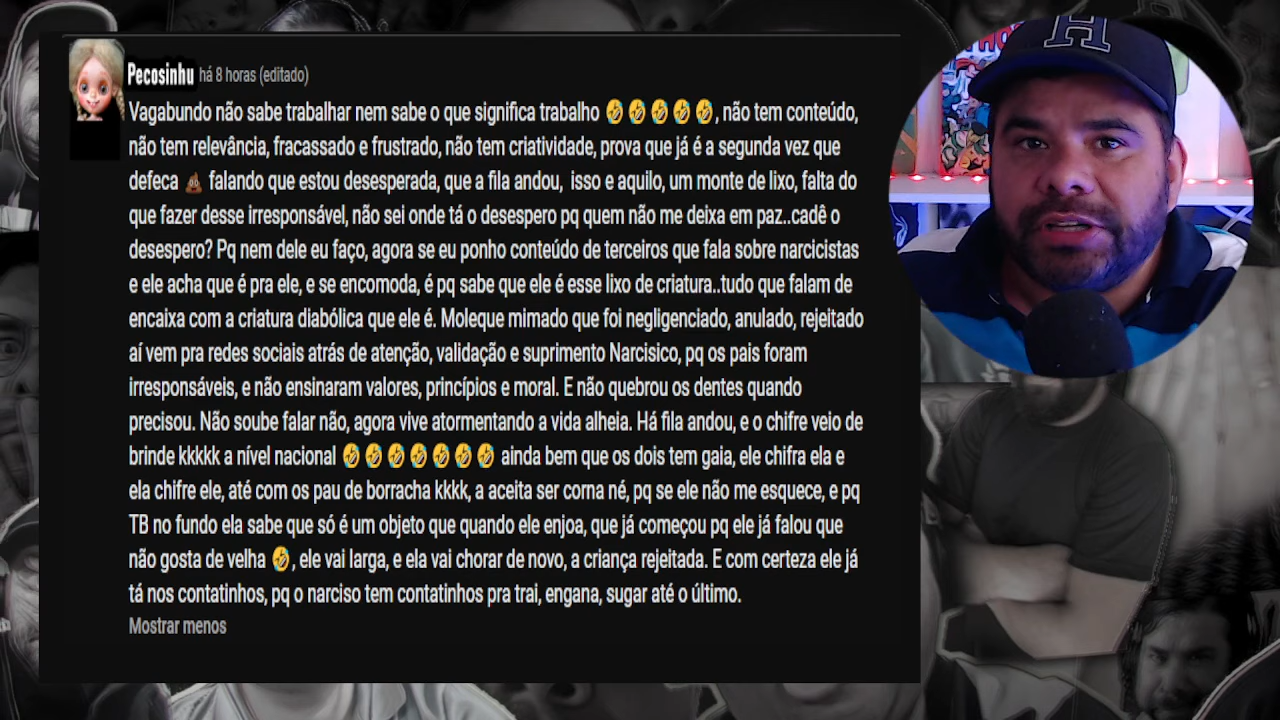 Pecosinhu há 8 horas (editado)
Vagabundo não sabe trabalhar nem sabe o que significa trabalho 🤣🤣🤣🤣🤣, não tem conteúdo,
não tem relevância, fracassado e frustrado, não tem criatividade, prova que já é a segunda vez que
defeca 💩 falando que estou desesperada, que a fila andou, isso e aquilo, um monte de lixo, falta do
que fazer desse irresponsável, não sei onde tá o desespero pq quem não me deixa em paz..cadê o
desespero? Pq nem dele eu faço, agora se eu ponho conteúdo de terceiros que fala sobre narcicistas
e ele acha que é pra ele, e se encomoda, é pq sabe que ele é esse lixo de criatura..tudo que falam de
encaixa com a criatura diabólica que ele é. Moleque mimado que foi negligenciado, anulado, rejeitado
aí vem pra redes sociais atrás de atenção, validação e suprimento Narcisico, pq os pais foram
irresponsáveis, e não ensinaram valores, princípios e moral. E não quebrou os dentes quando
precisou. Não soube falar não, agora vive atormentando a vida alheia. Há fila andou, e o chifre veio de
brinde kkkkk a nível nacional 🤣🤣🤣🤣🤣🤣🤣 ainda bem que os dois tem gaia, ele chifra ela e
ela chifre ele, até com os pau de borracha kkkk, a aceita ser corna né, pq se ele não me esquece, e pq
TB no fundo ela sabe que só é um objeto que quando ele enjoa, que já começou pq ele já falou que
não gosta de velha 🤣, ele vai larga, e ela vai chorar de novo, a criança rejeitada. E com certeza ele já
tá nos contatinhos, pq o narciso tem contatinhos pra trai, engana, sugar até o último.
Mostrar menos
H